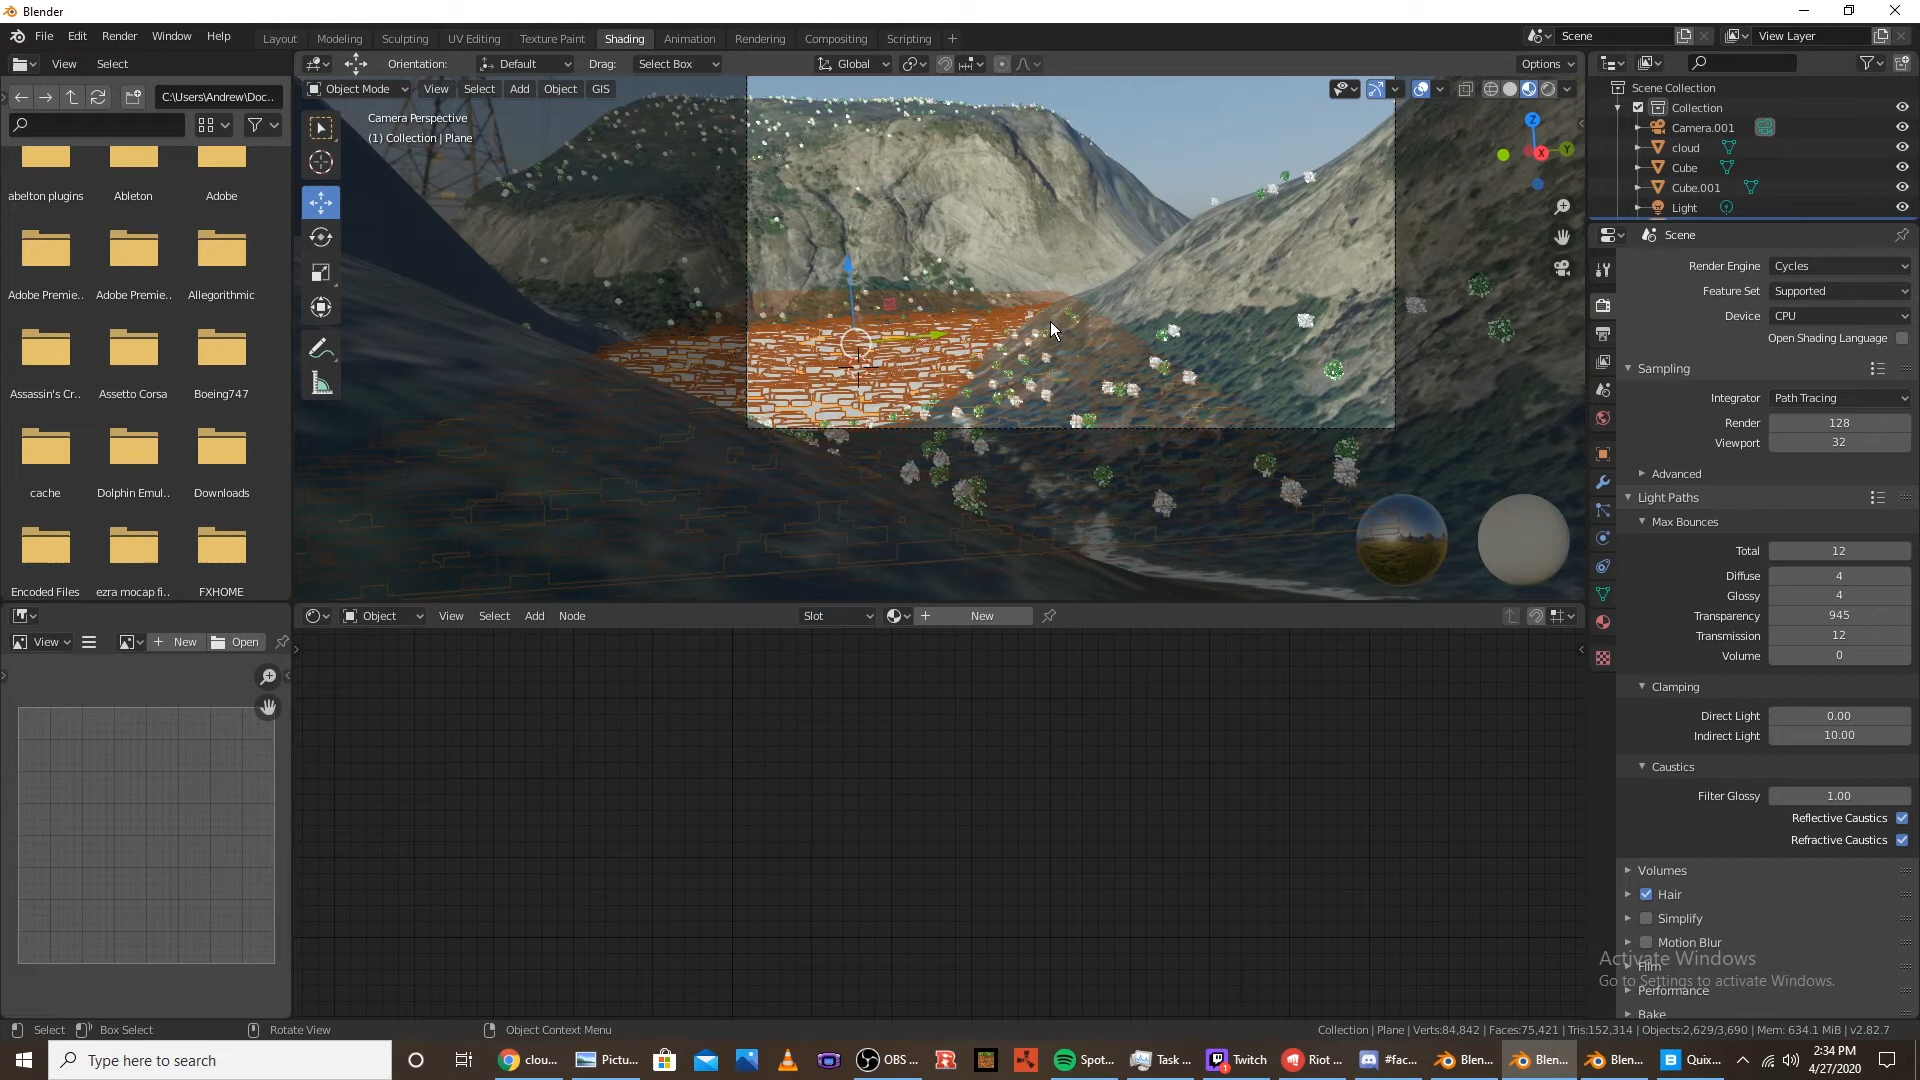 Blender
File Edit Render Window Help
Layout Modeling Sculpting UV Editing Texture Paint Shading Animation Rendering Compositing Scripting
Scene View Layer
View Select
Orientation: Default Drag: Select Box Global Options
C:\Users\Andrew\Doc..
Object Mode View Select Add Object GIS
Camera Perspective
(1) Collection | Plane
Z
X
Y
abelton plugins Ableton Adobe
Adobe Premie.. Adobe Premie.. Allegorithmic
Assassin's Cr.. Assetto Corsa Boeing747
cache Dolphin Emul.. Downloads
Encoded Files ezra mocap fi.. FXHOME
Scene Collection
Collection
Camera.001
cloud
Cube
Cube.001
Light
Scene
Render Engine Cycles
Feature Set Supported
Device CPU
Open Shading Language
Sampling
Integrator Path Tracing
Render 128
Viewport 32
Advanced
Light Paths
Max Bounces
Total 12
Diffuse 4
Glossy 4
Transparency 945
Transmission 12
Volume 0
Clamping
Direct Light 0.00
Indirect Light 10.00
Caustics
Filter Glossy 1.00
Reflective Caustics
Refractive Caustics
Volumes
Hair
Simplify
Motion Blur
Film
Performance
Bake
Activate Windows
Go to Settings to activate Windows.
View New Open
Object View Select Add Node Slot New
Select Box Select Rotate View Object Context Menu
Collection | Plane | Verts:84,842 | Faces:75,421 | Tris:152,314 | Objects:2,629/3,690 | Mem: 634.1 MiB | v2.82.7
Type here to search
clou... Pictu... OBS ... Spot... Task ... Twitch Riot ... #fac... Blen... Blen... Blen... Quix...
1
2:34 PM
4/27/2020